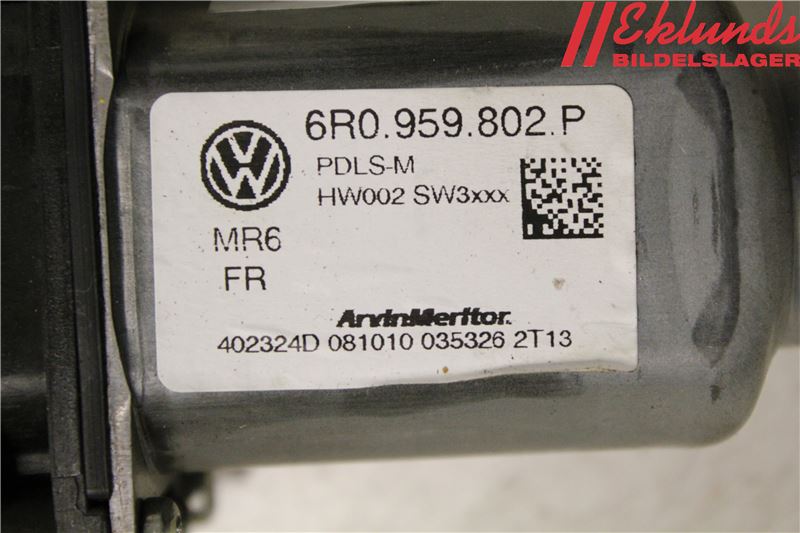 Eklunds
BILDELSLAGER
6R0.959.802.P
PDLS-M
HW002 SW3xxx
MR6
FR
ArvinMeritor.
402324D 081010 035326 2T13